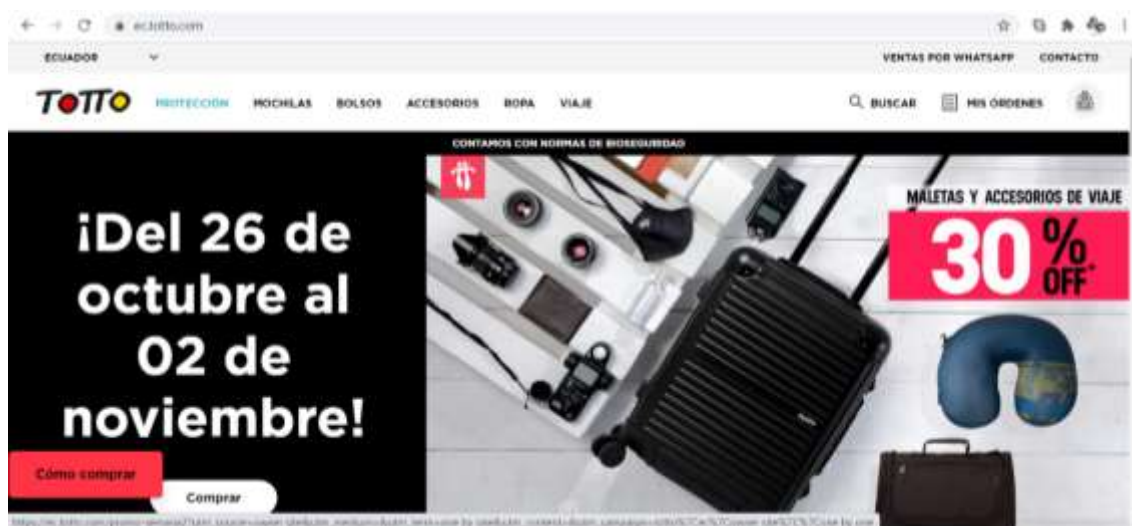 ec.totto.com
ECUADOR
VENTAS POR WHATSAPP CONTACTO
TOTTO PROTECCIÓN MOCHILAS BOLSOS ACCESORIOS ROPA VIAJE BUSCAR MIS ÓRDENES
CONTAMOS CON NORMAS DE BIOSEGURIDAD
¡Del 26 de
octubre al
02 de
noviembre!
MALETAS Y ACCESORIOS DE VIAJE
30% OFF*
Cómo comprar
Comprar